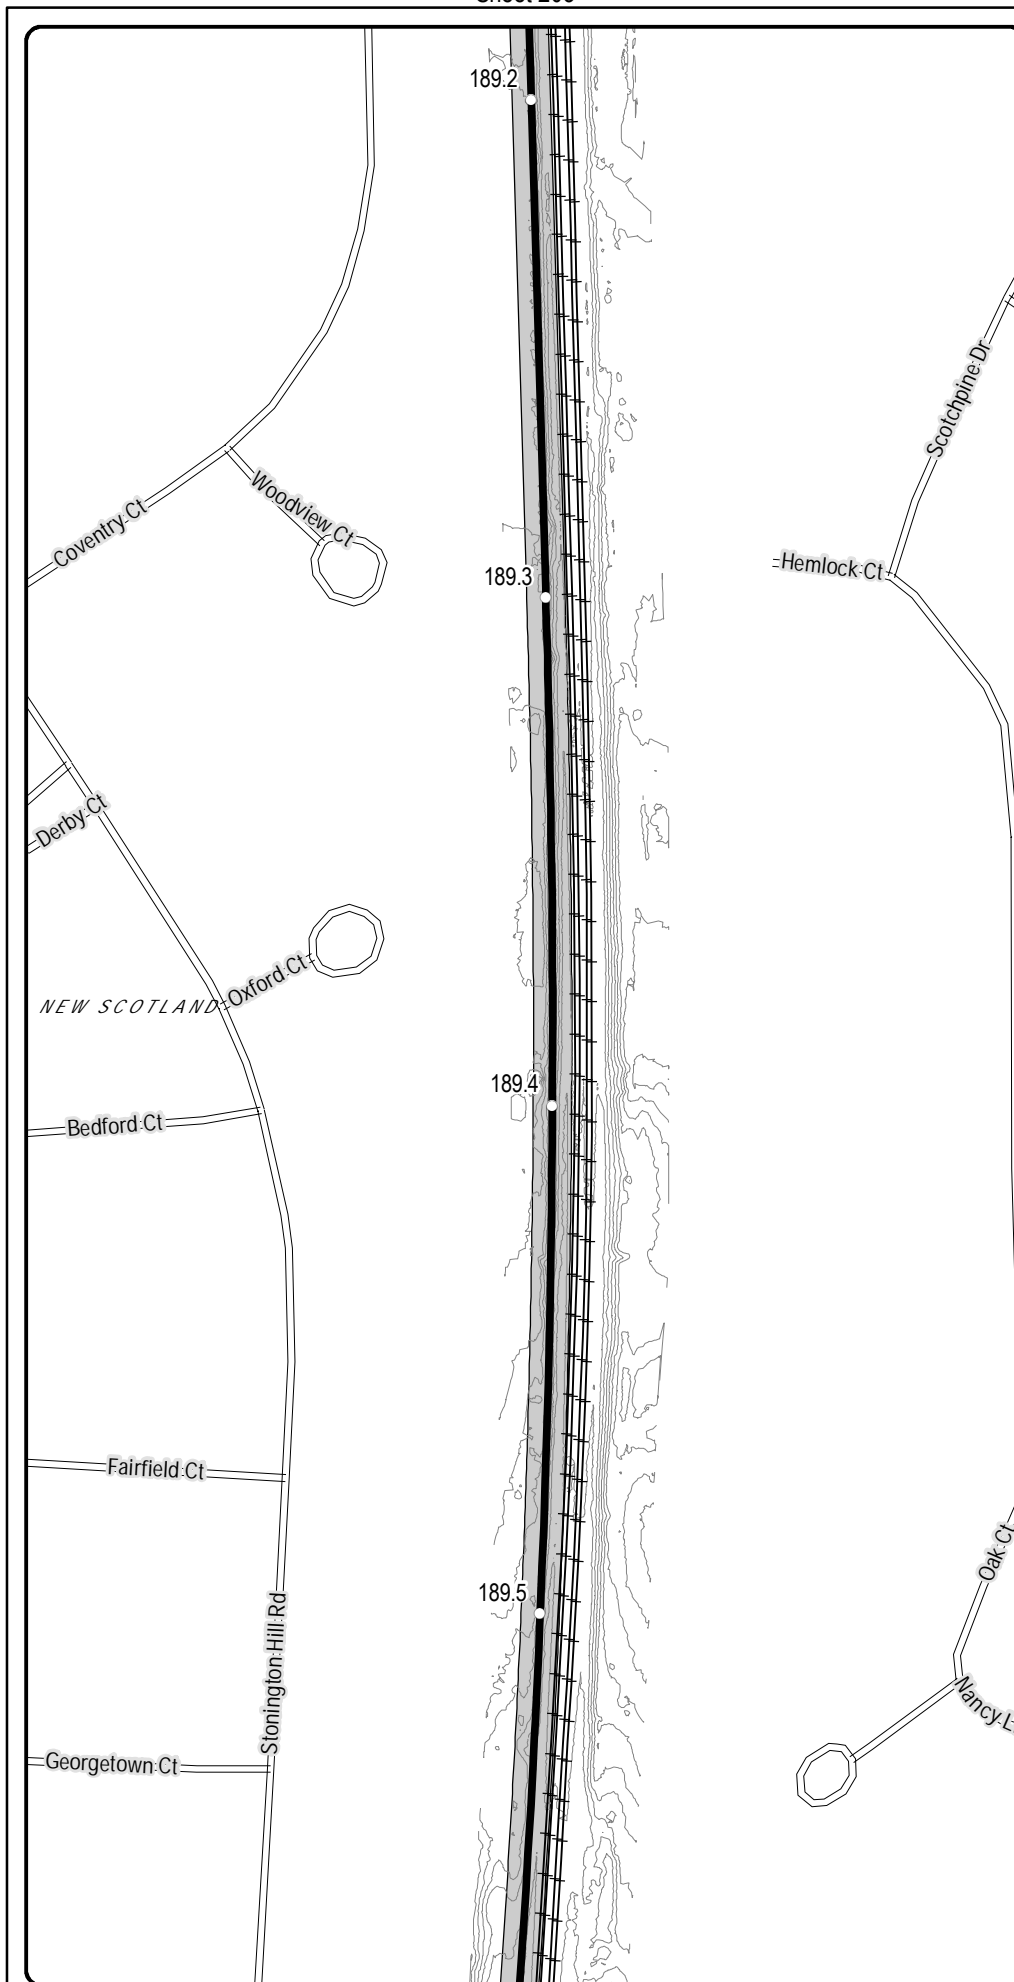 189.2
Scotchpine Dr
Woodview Ct
Coventry Ct
Hemlock Ct
189.3
Derby Ct
Oxford Ct
NEW SCOTLAND
189.4
Bedford Ct
Fairfield Ct
Oak Ct
189.5
Stonington Hill Rd
Nancy L
Georgetown Ct